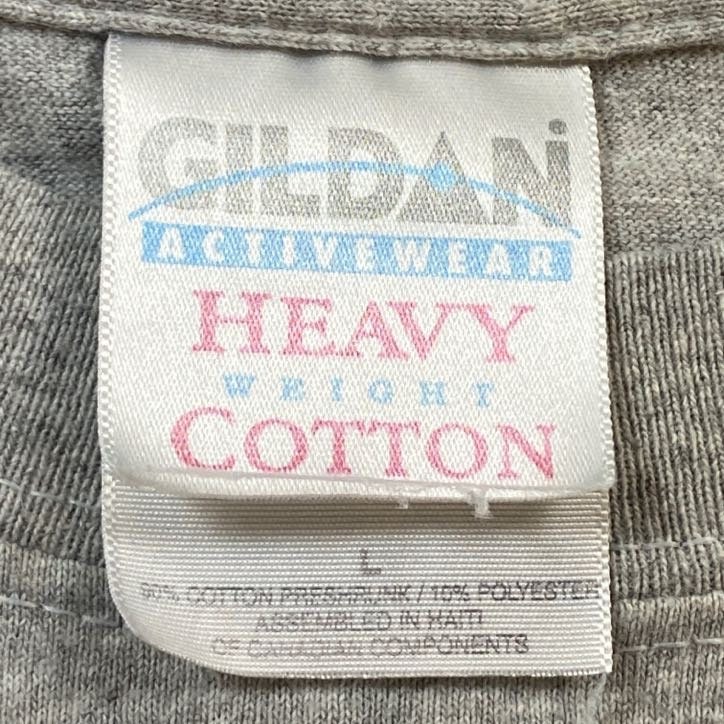 GILDAN
ACTIVEWEAR
HEAVY
WEIGHT
COTTON
L
90% COTTON PRESHRUNK / 10% POLYESTER
ASSEMBLED IN HAITI
OF CANADIAN COMPONENTS